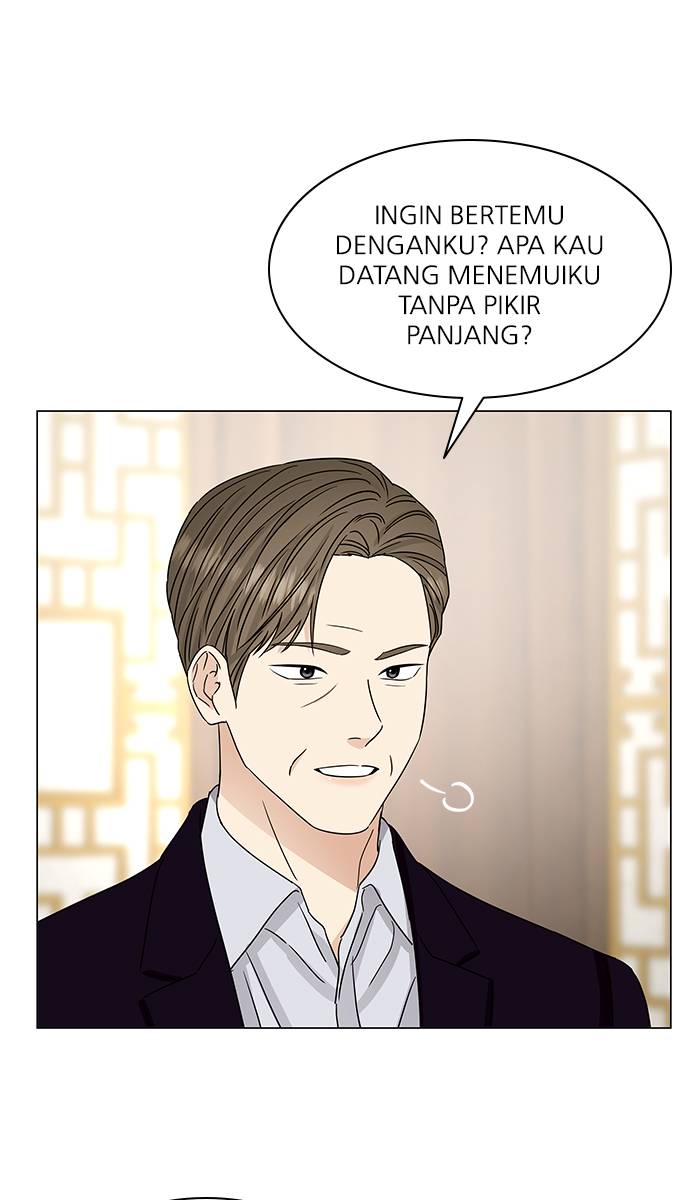 INGIN BERTEMU
DENGANKU? APA KAU
DATANG MENEMUIKU
TANPA PIKIR
PANJANG?